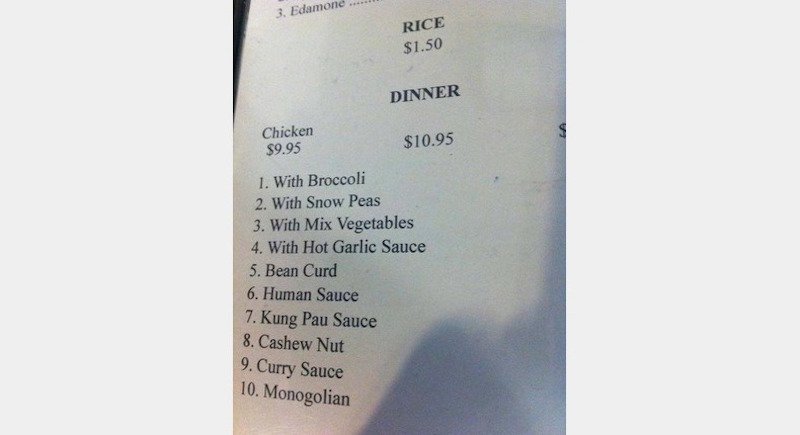 3. Edamone ........
RICE
$1.50
DINNER
Chicken
$9.95 $10.95 $
1. With Broccoli
2. With Snow Peas
3. With Mix Vegetables
4. With Hot Garlic Sauce
5. Bean Curd
6. Human Sauce
7. Kung Pau Sauce
8. Cashew Nut
9. Curry Sauce
10. Monogolian